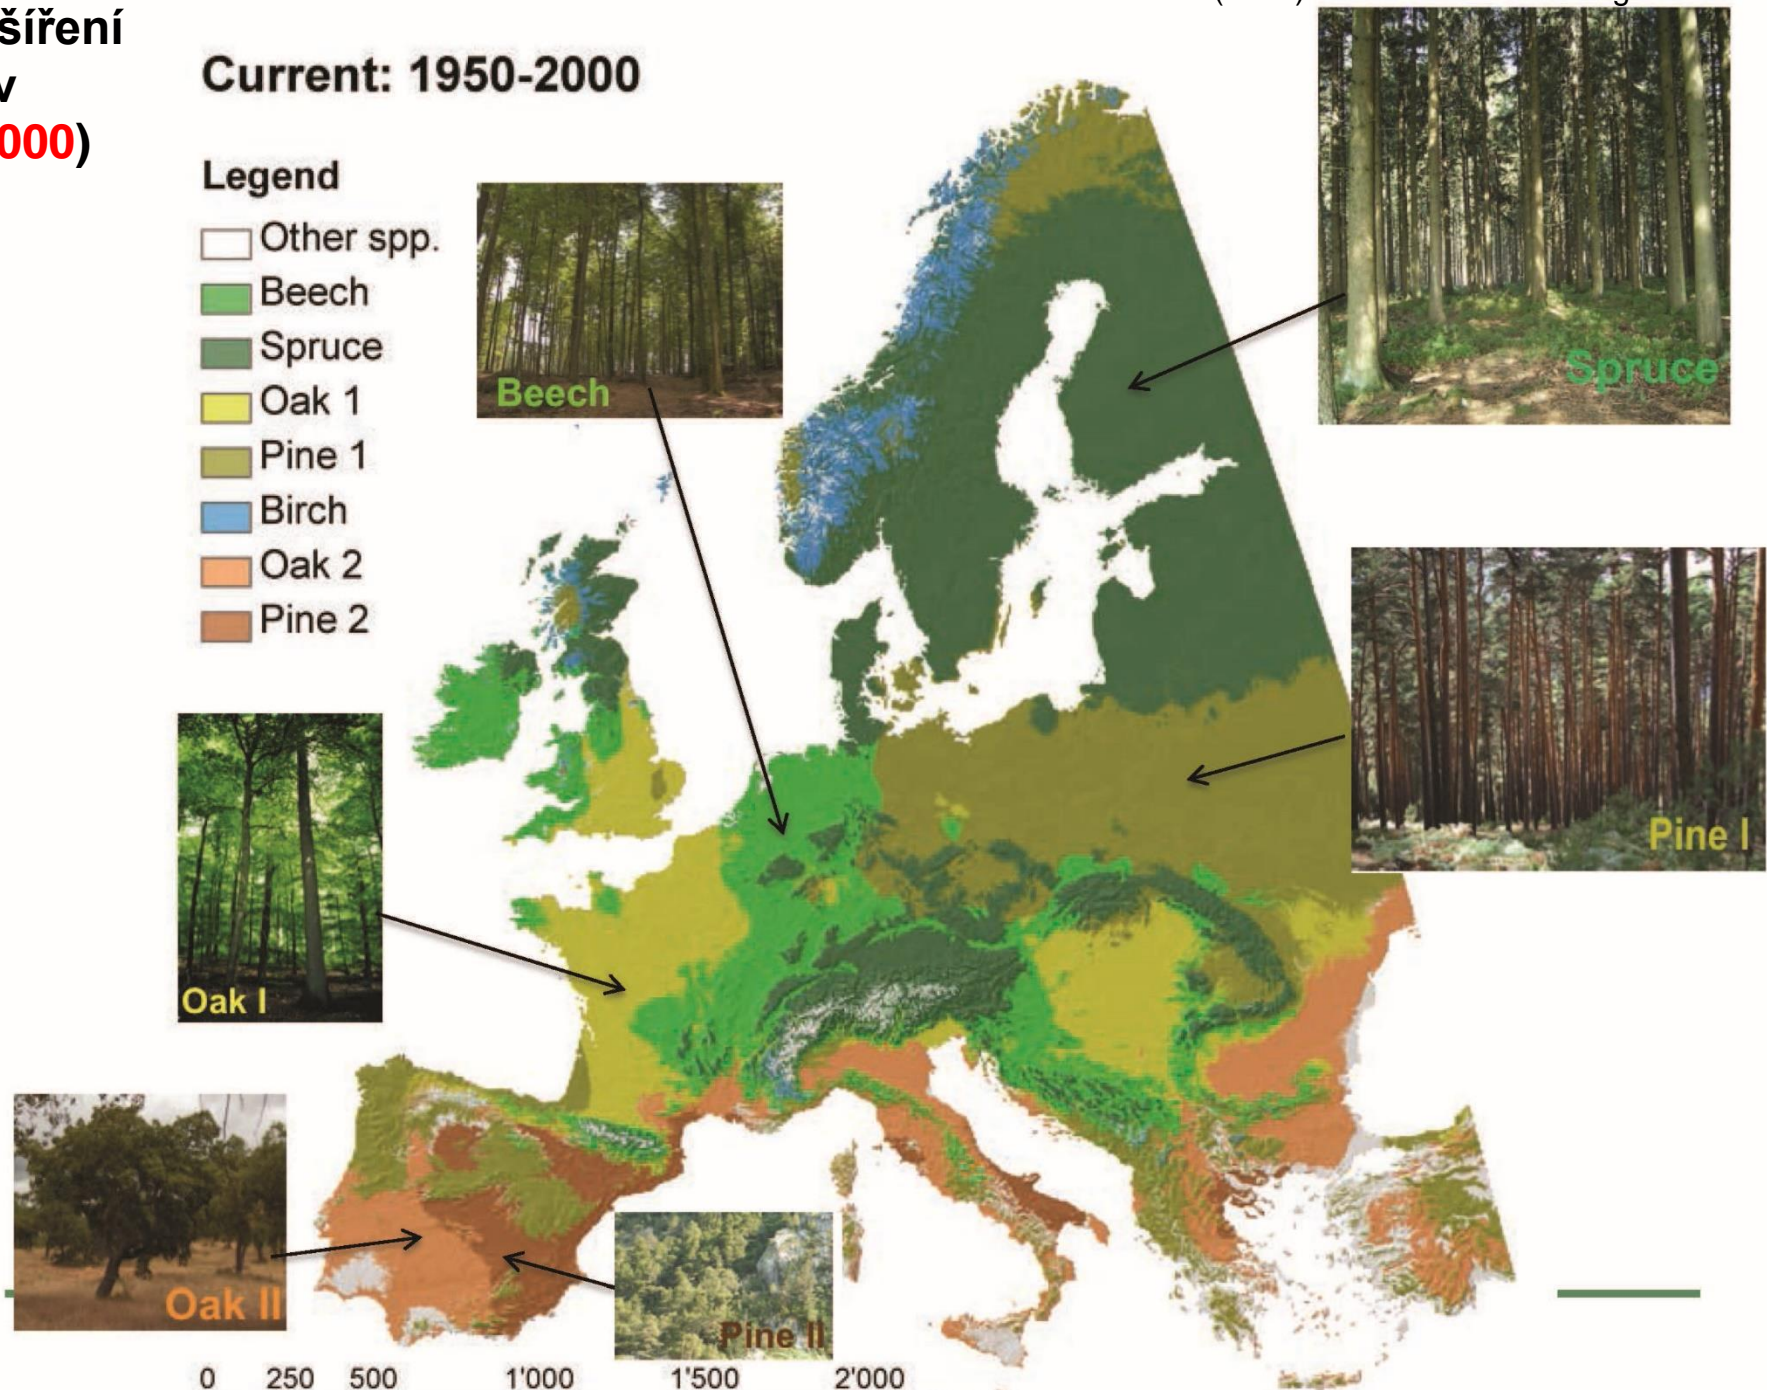 šíření
v
000)
Current: 1950-2000
Legend
Other spp.
Beech
Spruce
Oak 1
Pine 1
Birch
Oak 2
Pine 2
Beech
Spruce
Pine I
Oak I
Oak II
Pine II
0 250 500 1'000 1'500 2'000